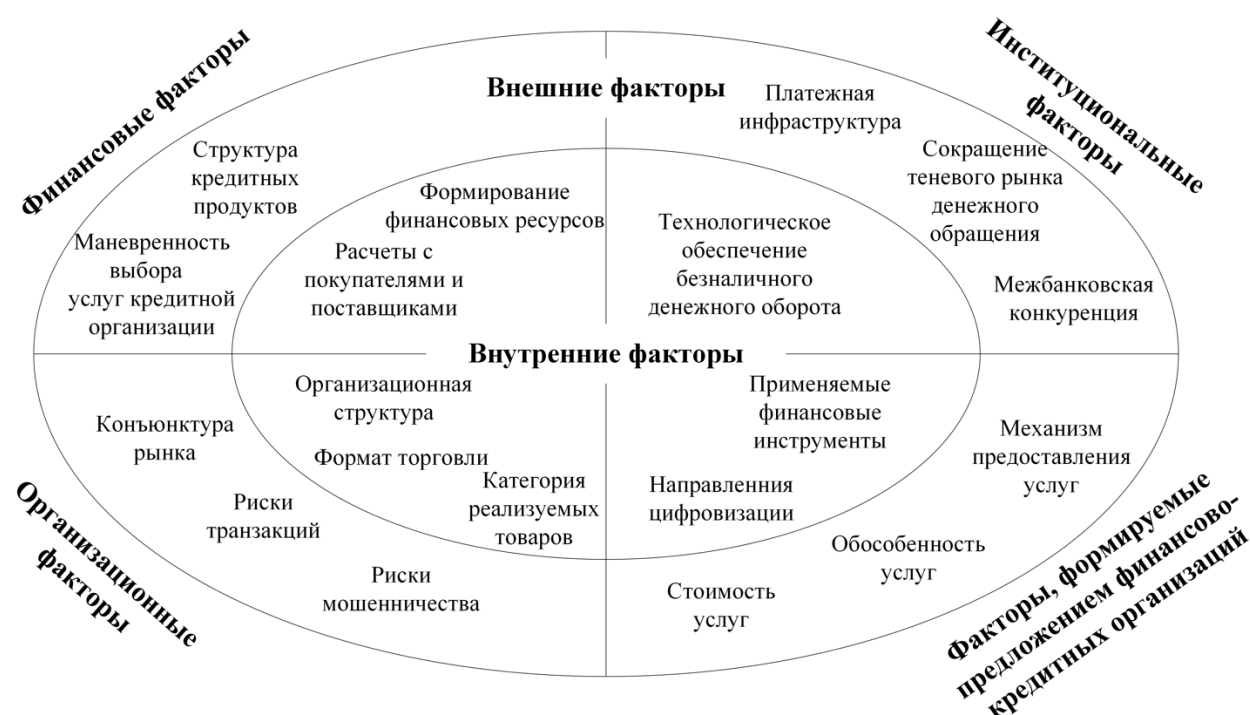 Финансовые факторы
Институциональные
факторы
Внешние факторы
Платежная
инфраструктура
Структура
кредитных
продуктов
Сокращение
теневого рынка
денежного
обращения
Формирование
финансовых ресурсов
Технологическое
обеспечение
безналичного
денежного оборота
Маневренность
выбора
услуг кредитной
организации
Расчеты с
покупателями и
поставщиками
Межбанковская
конкуренция
Внутренние факторы
Организационная
структура
Применяемые
финансовые
инструменты
Конъюнктура
рынка
Механизм
предоставления
услуг
Формат торговли
Категория
реализуемых
товаров
Направленния
цифровизации
Риски
транзакций
Обособенность
услуг
Риски
мошенничества
Стоимость
услуг
Организационные
факторы
Факторы, формируемые
предложением финансово-
кредитных организаций